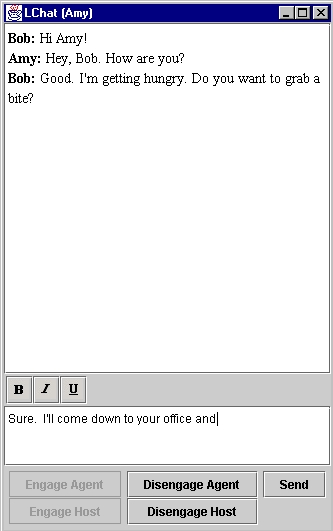 LChat (Amy)
Bob: Hi Amy!
Amy: Hey, Bob. How are you?
Bob: Good. I'm getting hungry. Do you want to grab a
bite?
B I U
Sure. I'll come down to your office and
Engage Agent Disengage Agent Send
Engage Host Disengage Host